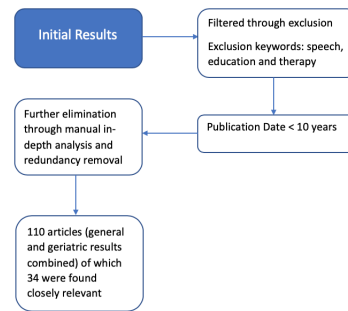 Initial Results
Filtered through exclusion
Exclusion keywords: speech,
education and therapy
Publication Date < 10 years
Further elimination
through manual in-
depth analysis and
redundancy removal
110 articles (general
and geriatric results
combined) of which
34 were found
closely relevant